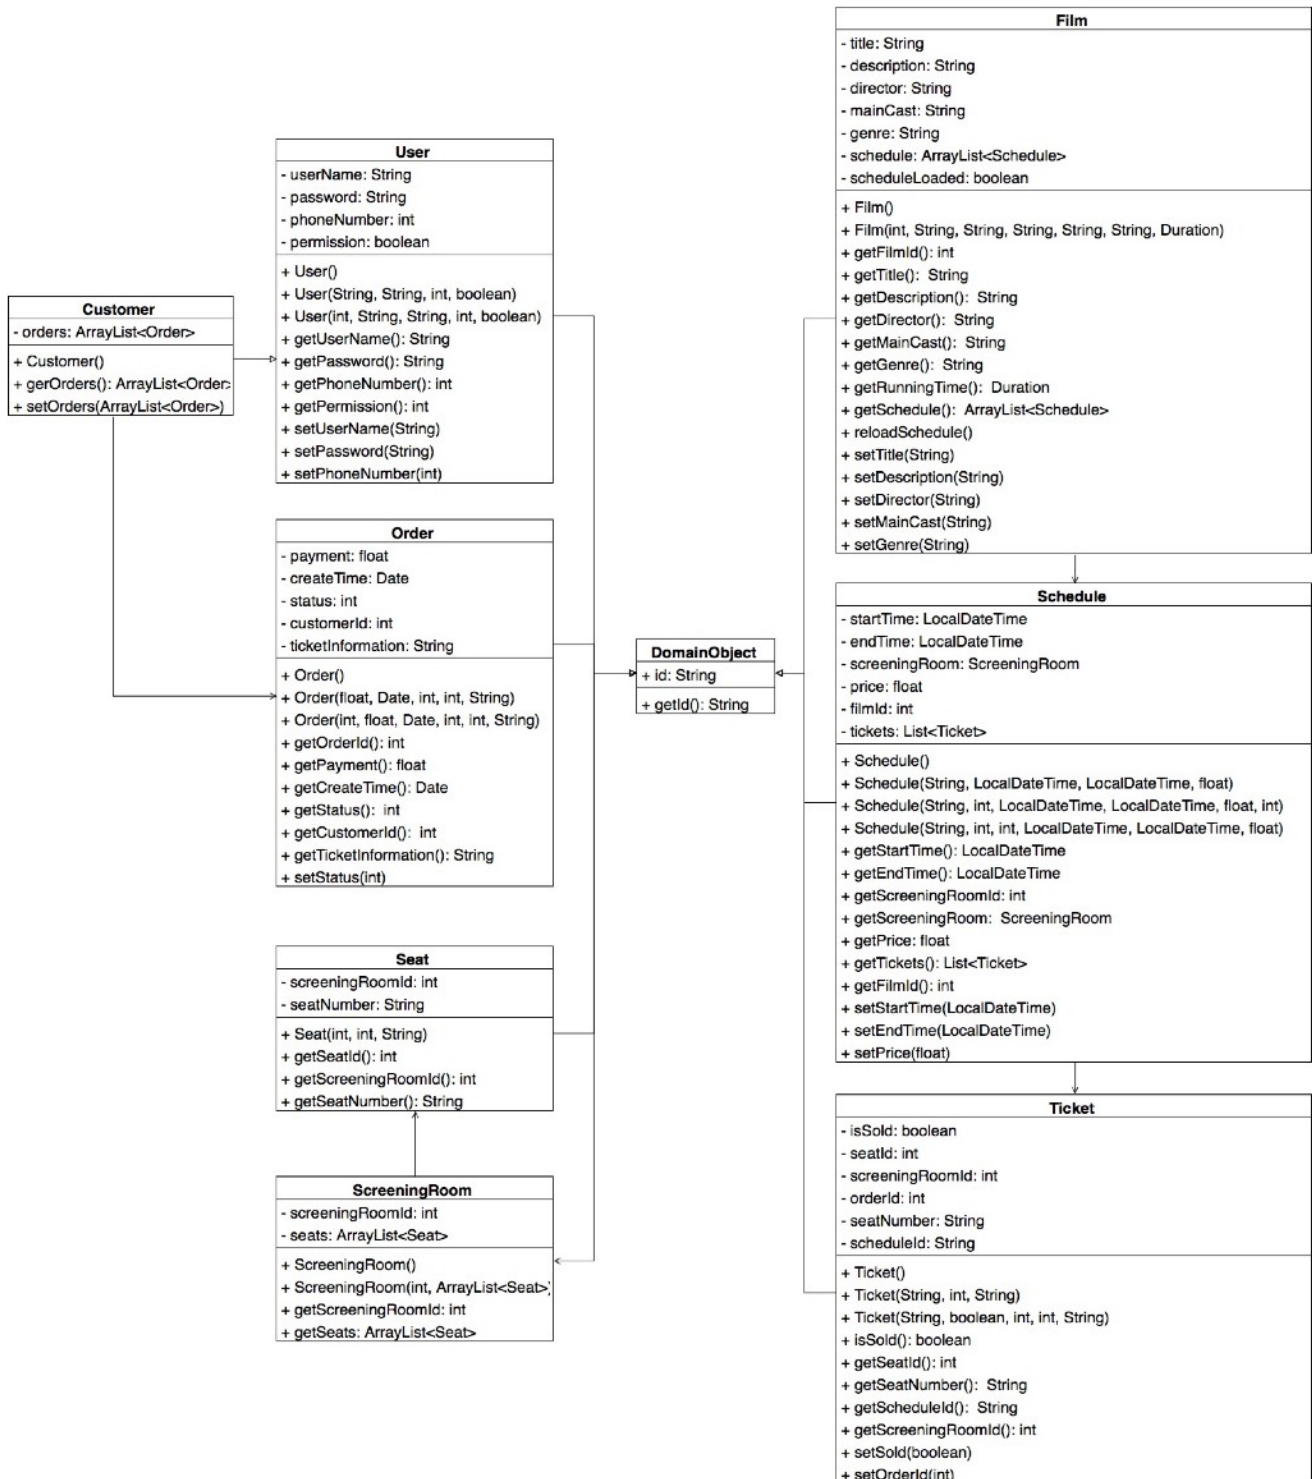 Customer
- orders: ArrayList<Order>
+ Customer()
+ gerOrders(): ArrayList<Order>
+ setOrders(ArrayList<Order>)
User
- userName: String
- password: String
- phoneNumber: int
- permission: boolean
+ User()
+ User(String, String, int, boolean)
+ User(int, String, String, int, boolean)
+ getUserName(): String
+ getPassword(): String
+ getPhoneNumber(): int
+ getPermission(): int
+ setUserName(String)
+ setPassword(String)
+ setPhoneNumber(int)
Order
- payment: float
- createTime: Date
- status: int
- customerId: int
- ticketInformation: String
+ Order()
+ Order(float, Date, int, int, String)
+ Order(int, float, Date, int, int, String)
+ getOrderId(): int
+ getPayment(): float
+ getCreateTime(): Date
+ getStatus(): int
+ getCustomerId(): int
+ getTicketInformation(): String
+ setStatus(int)
Seat
- screeningRoomId: int
- seatNumber: String
+ Seat(int, int, String)
+ getSeatId(): int
+ getScreeningRoomId(): int
+ getSeatNumber(): String
ScreeningRoom
- screeningRoomId: int
- seats: ArrayList<Seat>
+ ScreeningRoom()
+ ScreeningRoom(int, ArrayList<Seat>)
+ getScreeningRoomId: int
+ getSeats: ArrayList<Seat>
DomainObject
+ id: String
+ getId(): String
Film
- title: String
- description: String
- director: String
- mainCast: String
- genre: String
- schedule: ArrayList<Schedule>
- scheduleLoaded: boolean
+ Film()
+ Film(int, String, String, String, String, String, Duration)
+ getFilmId(): int
+ getTitle(): String
+ getDescription(): String
+ getDirector(): String
+ getMainCast(): String
+ getGenre(): String
+ getRunningTime(): Duration
+ getSchedule(): ArrayList<Schedule>
+ reloadSchedule()
+ setTitle(String)
+ setDescription(String)
+ setDirector(String)
+ setMainCast(String)
+ setGenre(String)
Schedule
- startTime: LocalDateTime
- endTime: LocalDateTime
- screeningRoom: ScreeningRoom
- price: float
- filmId: int
- tickets: List<Ticket>
+ Schedule()
+ Schedule(String, LocalDateTime, LocalDateTime, float)
+ Schedule(String, int, LocalDateTime, LocalDateTime, float, int)
+ Schedule(String, int, int, LocalDateTime, LocalDateTime, float)
+ getStartTime(): LocalDateTime
+ getEndTime(): LocalDateTime
+ getScreeningRoomId: int
+ getScreeningRoom: ScreeningRoom
+ getPrice: float
+ getTickets(): List<Ticket>
+ getFilmId(): int
+ setStartTime(LocalDateTime)
+ setEndTime(LocalDateTime)
+ setPrice(float)
Ticket
- isSold: boolean
- seatId: int
- screeningRoomId: int
- orderId: int
- seatNumber: String
- scheduleId: String
+ Ticket()
+ Ticket(String, int, String)
+ Ticket(String, boolean, int, int, String)
+ isSold(): boolean
+ getSeatId(): int
+ getSeatNumber(): String
+ getScheduleId(): String
+ getScreeningRoomId(): int
+ setSold(boolean)
+ setOrderId(int)